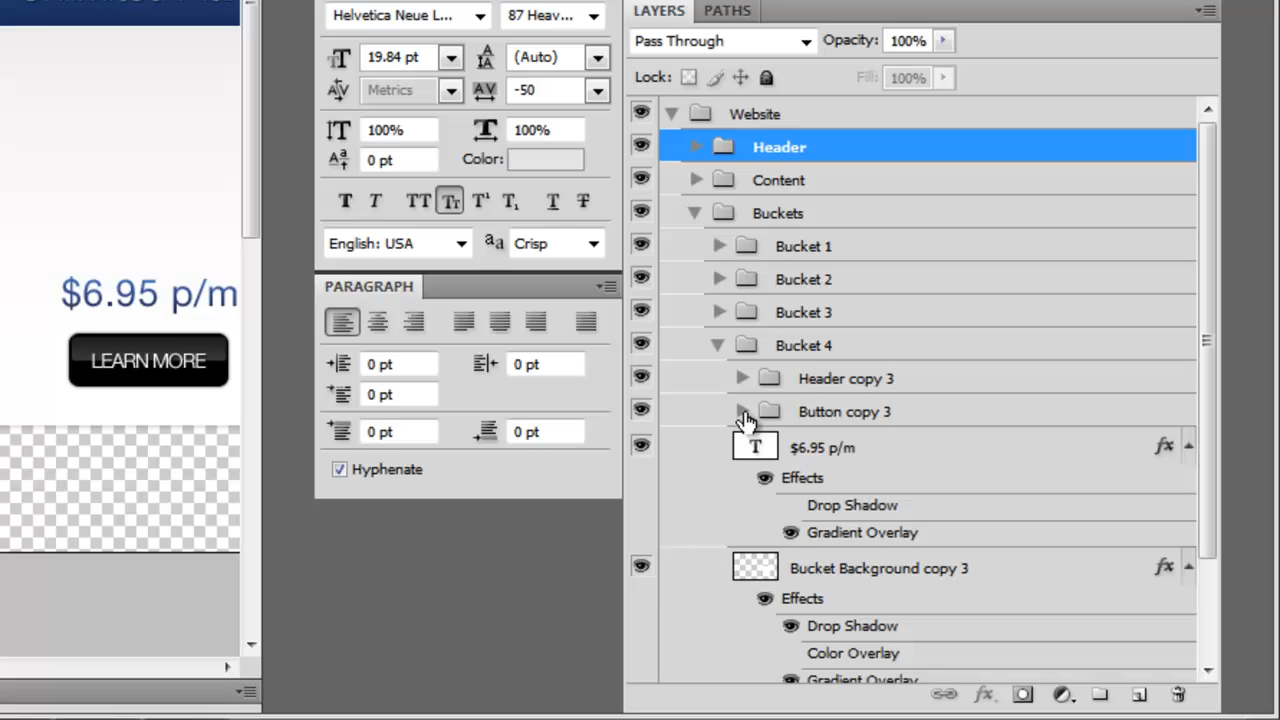 Helvetica Neue L...
87 Heav...
19.84 pt
(Auto)
Metrics
-50
100%
100%
0 pt
Color:
English: USA
Crisp
PARAGRAPH
0 pt
0 pt
0 pt
0 pt
0 pt
Hyphenate
$6.95 p/m
LEARN MORE
LAYERS PATHS
Pass Through
Opacity: 100%
Lock:
Fill: 100%
Website
Header
Content
Buckets
Bucket 1
Bucket 2
Bucket 3
Bucket 4
Header copy 3
Button copy 3
$6.95 p/m
Effects
Drop Shadow
Gradient Overlay
Bucket Background copy 3
Effects
Drop Shadow
Color Overlay
Gradient Overlay